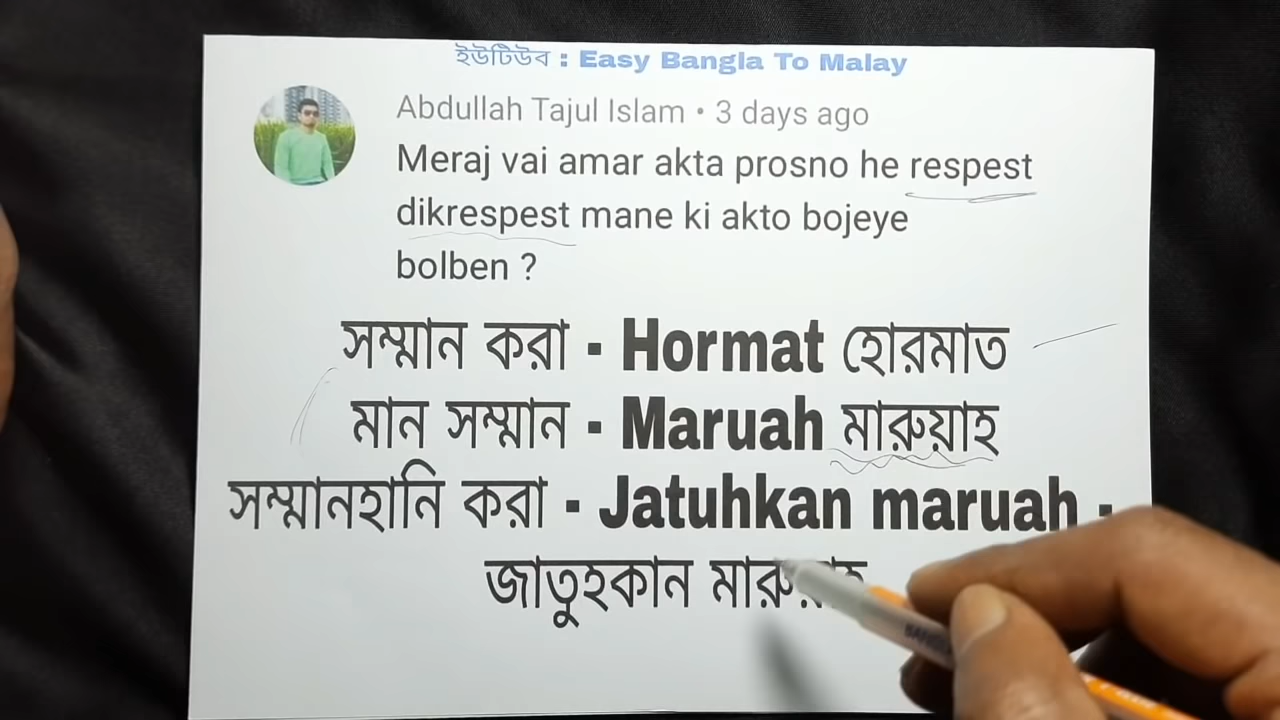 ইউটিউব : Easy Bangla To Malay
Abdullah Tajul Islam • 3 days ago
Meraj vai amar akta prosno he respest
dikrespest mane ki akto bojeye
bolben ?
সম্মান করা - Hormat হোরমাত
মান সম্মান - Maruah মারুয়াহ
সম্মানহানি করা - Jatuhkan maruah -
জাতুহকান মারুয়াহ